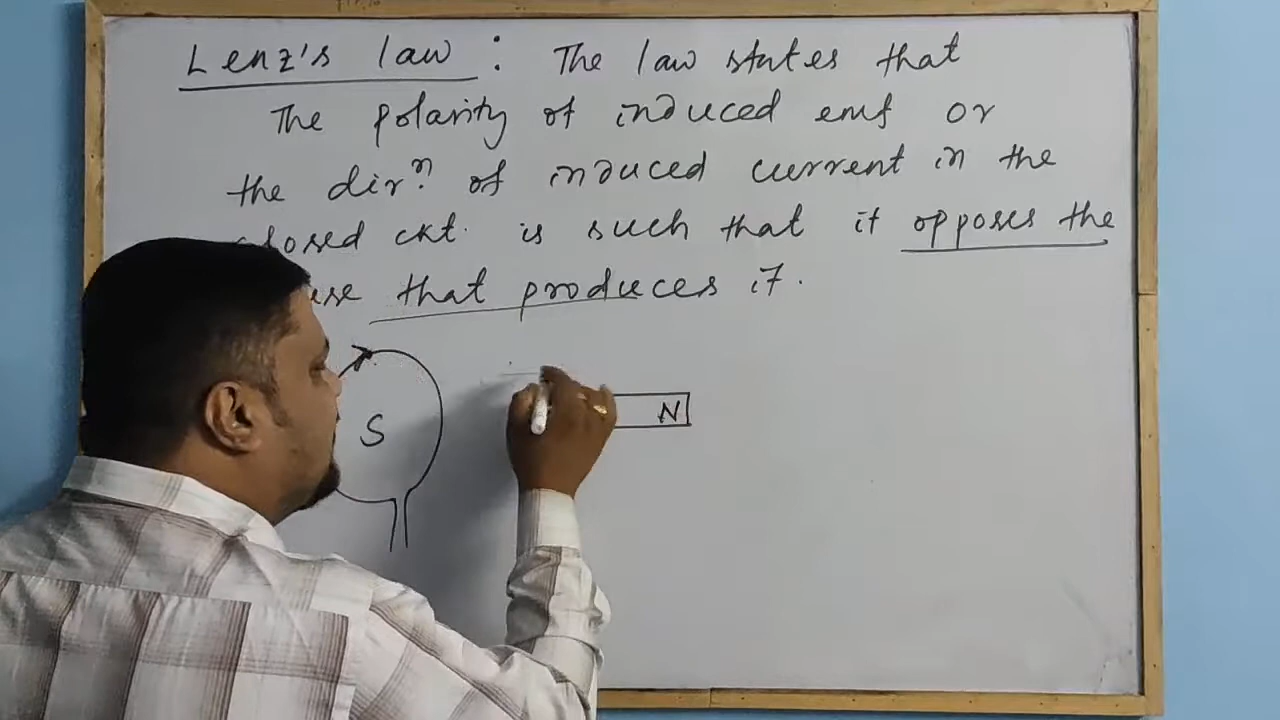 Lenz's law : The law states that
The polarity of induced emf or
the dirⁿ. of induced current in the
closed ckt. is such that it opposes the
that produces it.
S
N